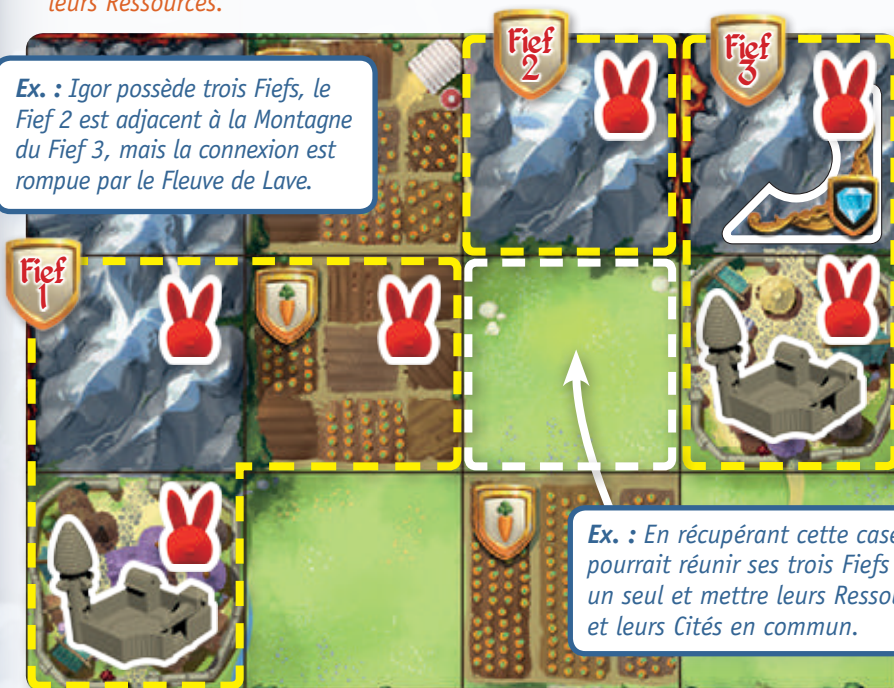 leurs Ressources.
Fief
2
Fief
3
Ex. : Igor possède trois Fiefs, le
Fief 2 est adjacent à la Montagne
du Fief 3, mais la connexion est
rompue par le Fleuve de Lave.
Fief
1
Ex. : En récupérant cette case
pourrait réunir ses trois Fiefs
un seul et mettre leurs Ressou
et leurs Cités en commun.